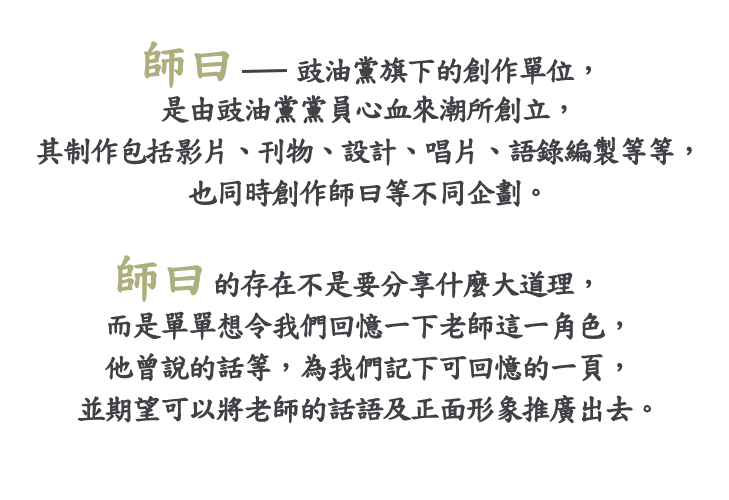 師曰 —— 豉油黨旗下的創作單位，
是由豉油黨黨員心血來潮所創立，
其制作包括影片、刊物、設計、唱片、語錄編製等等，
也同時創作師曰等不同企劃。
師曰 的存在不是要分享什麼大道理，
而是單單想令我們回憶一下老師這一角色，
他曾說的話等，為我們記下可回憶的一頁，
並期望可以將老師的話語及正面形象推廣出去。